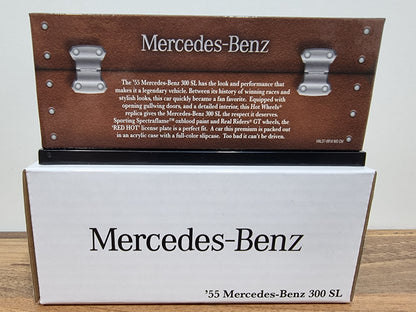 Mercedes-Benz
The '55 Mercedes-Benz 300 SL has the look and performance that
makes it a legendary vehicle. Between its history of winning races and
stylish looks, this car quickly became a fan favorite. Equipped with
opening gullwing doors, and a detailed interior, this Hot Wheels®
replica gives the Mercedes-Benz 300 SL the respect it deserves.
Sporting Spectraflame™ oxblood paint and Real Riders® GT wheels, the
'RED HOT' license plate is a perfect fit. A car this premium is packed out
in an acrylic case with a full-color slipcase. Too bad it can't be driven.
Mercedes-Benz
'55 Mercedes-Benz 300 SL